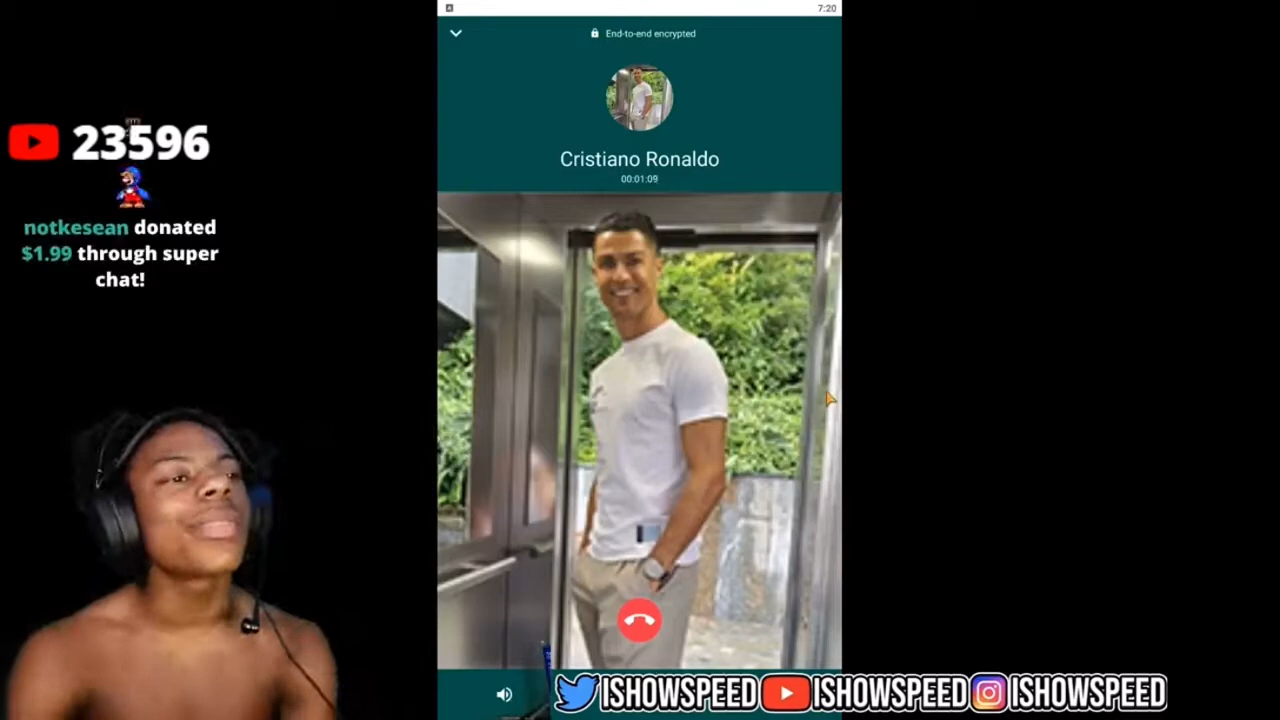 7:20
End-to-end encrypted
Cristiano Ronaldo
00:01:09
23596
notkesean donated
$1.99 through super
chat!
ISHOWSPEED ISHOWSPEED ISHOWSPEED